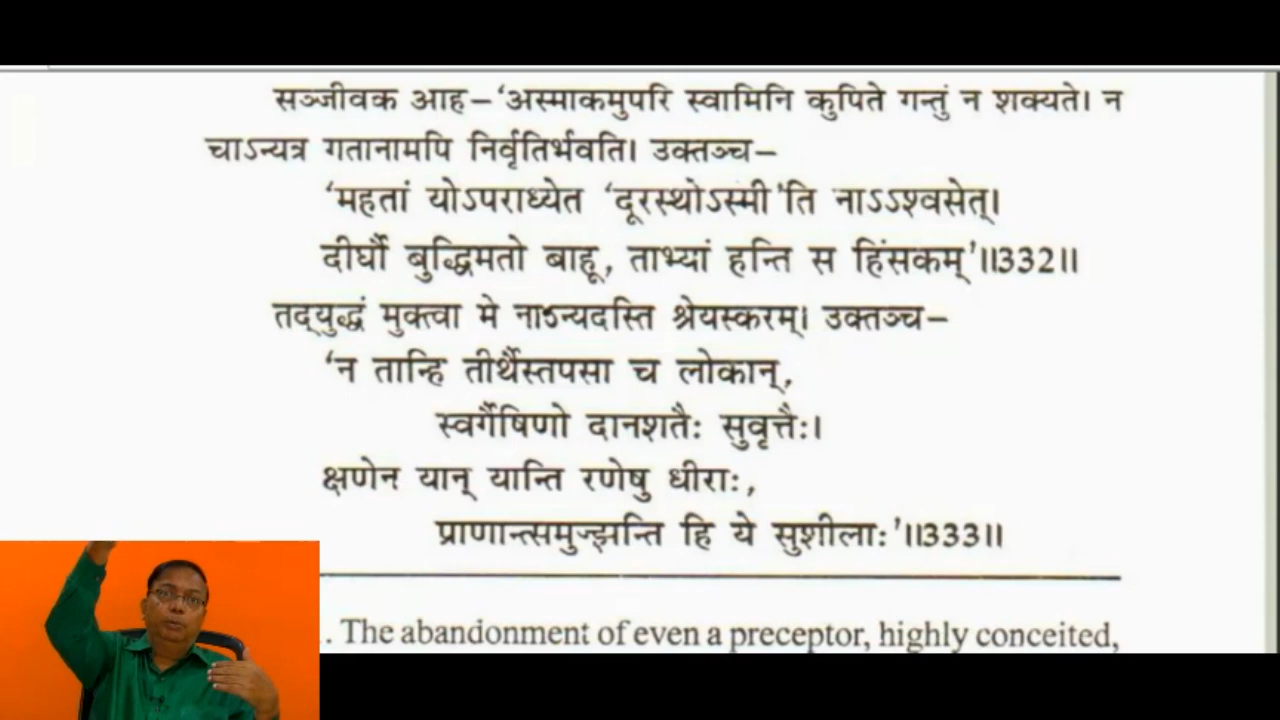 सञ्जीवक आह–‘अस्माकमुपरि स्वामिनि कुपिते गन्तुं न शक्यते। न
चाऽन्यत्र गतानामपि निर्वृतिर्भवति। उक्तञ्च–
‘महतां योऽपराध्येत ‘दूरस्थोऽस्मी’ति नाऽऽश्वसेत्।
दीर्घौ बुद्धिमतो बाहू, ताभ्यां हन्ति स हिंसकम्’॥332॥
तद्युद्धं मुक्त्वा मे नाऽन्यदस्ति श्रेयस्करम्। उक्तञ्च–
‘न तान्हि तीर्थैस्तपसा च लोकान्,
स्वर्गैषिणो दानशतैः सुवृत्तैः।
क्षणेन यान् यान्ति रणेषु धीराः,
प्राणान्त्समुज्झन्ति हि ये सुशीलाः’॥333॥
. The abandonment of even a preceptor, highly conceited,